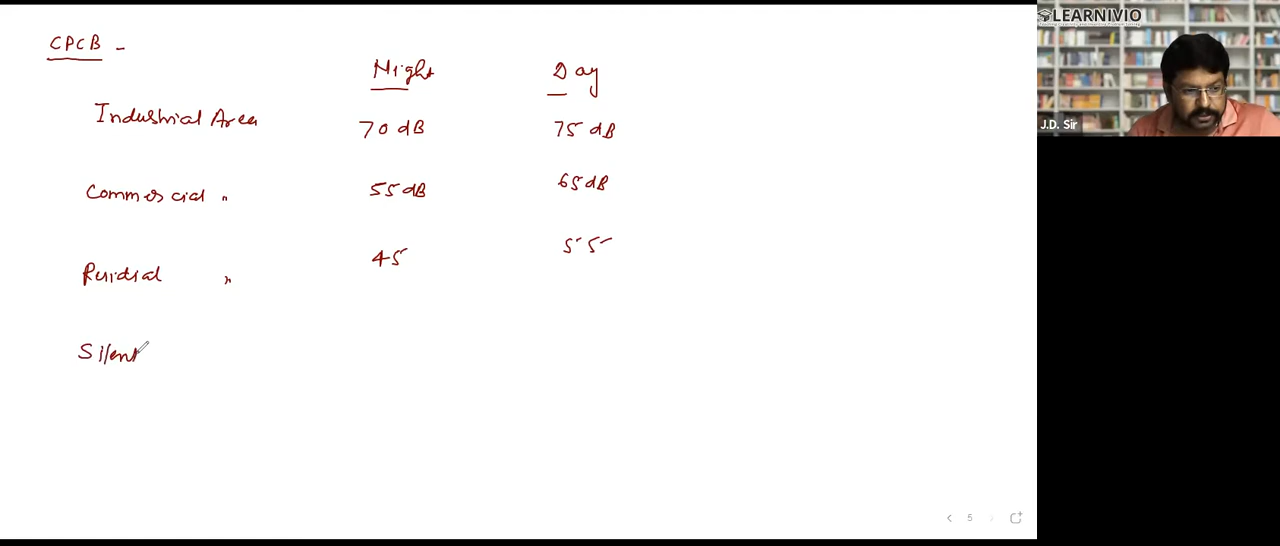 LEARNIVIO
CPCB -
Night Day
Industrial Area 70 dB 75 dB
Commercial " 55 dB 65 dB
45 55
"
Silent
J.D. Sir
5